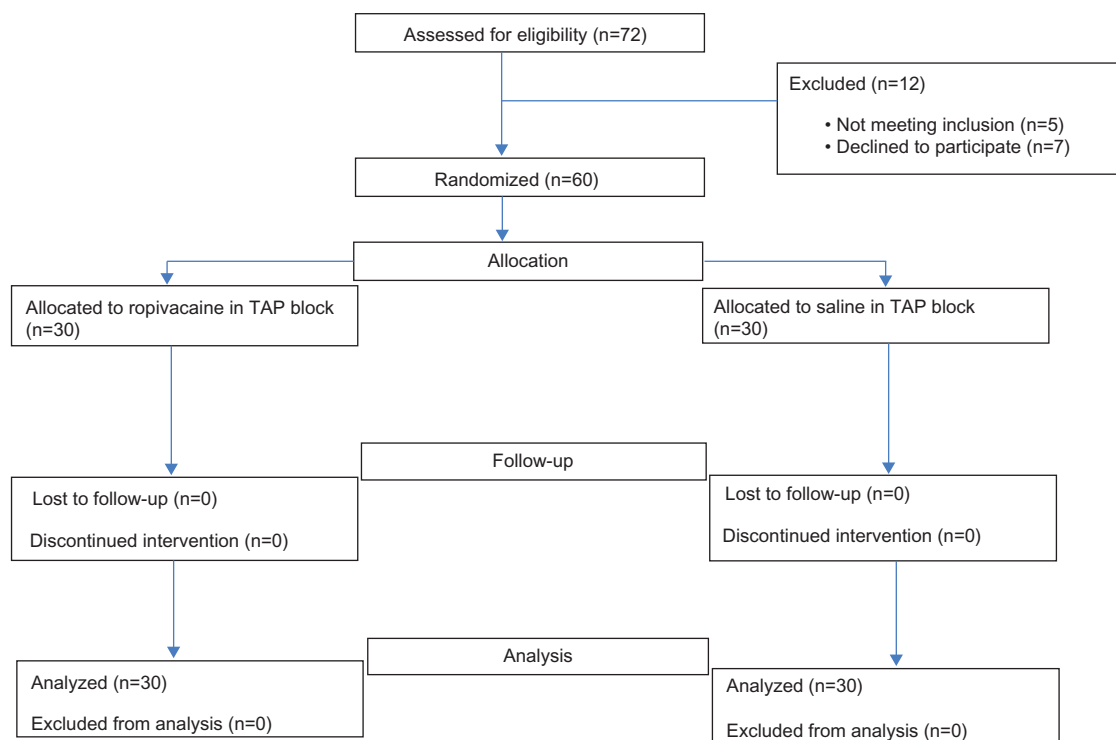 Assessed for eligibility (n=72)
Excluded (n=12)
• Not meeting inclusion (n=5)
• Declined to participate (n=7)
Randomized (n=60)
Allocation
Allocated to ropivacaine in TAP block
(n=30)
Allocated to saline in TAP block
(n=30)
Follow-up
Lost to follow-up (n=0)
Discontinued intervention (n=0)
Lost to follow-up (n=0)
Discontinued intervention (n=0)
Analysis
Analyzed (n=30)
Excluded from analysis (n=0)
Analyzed (n=30)
Excluded from analysis (n=0)